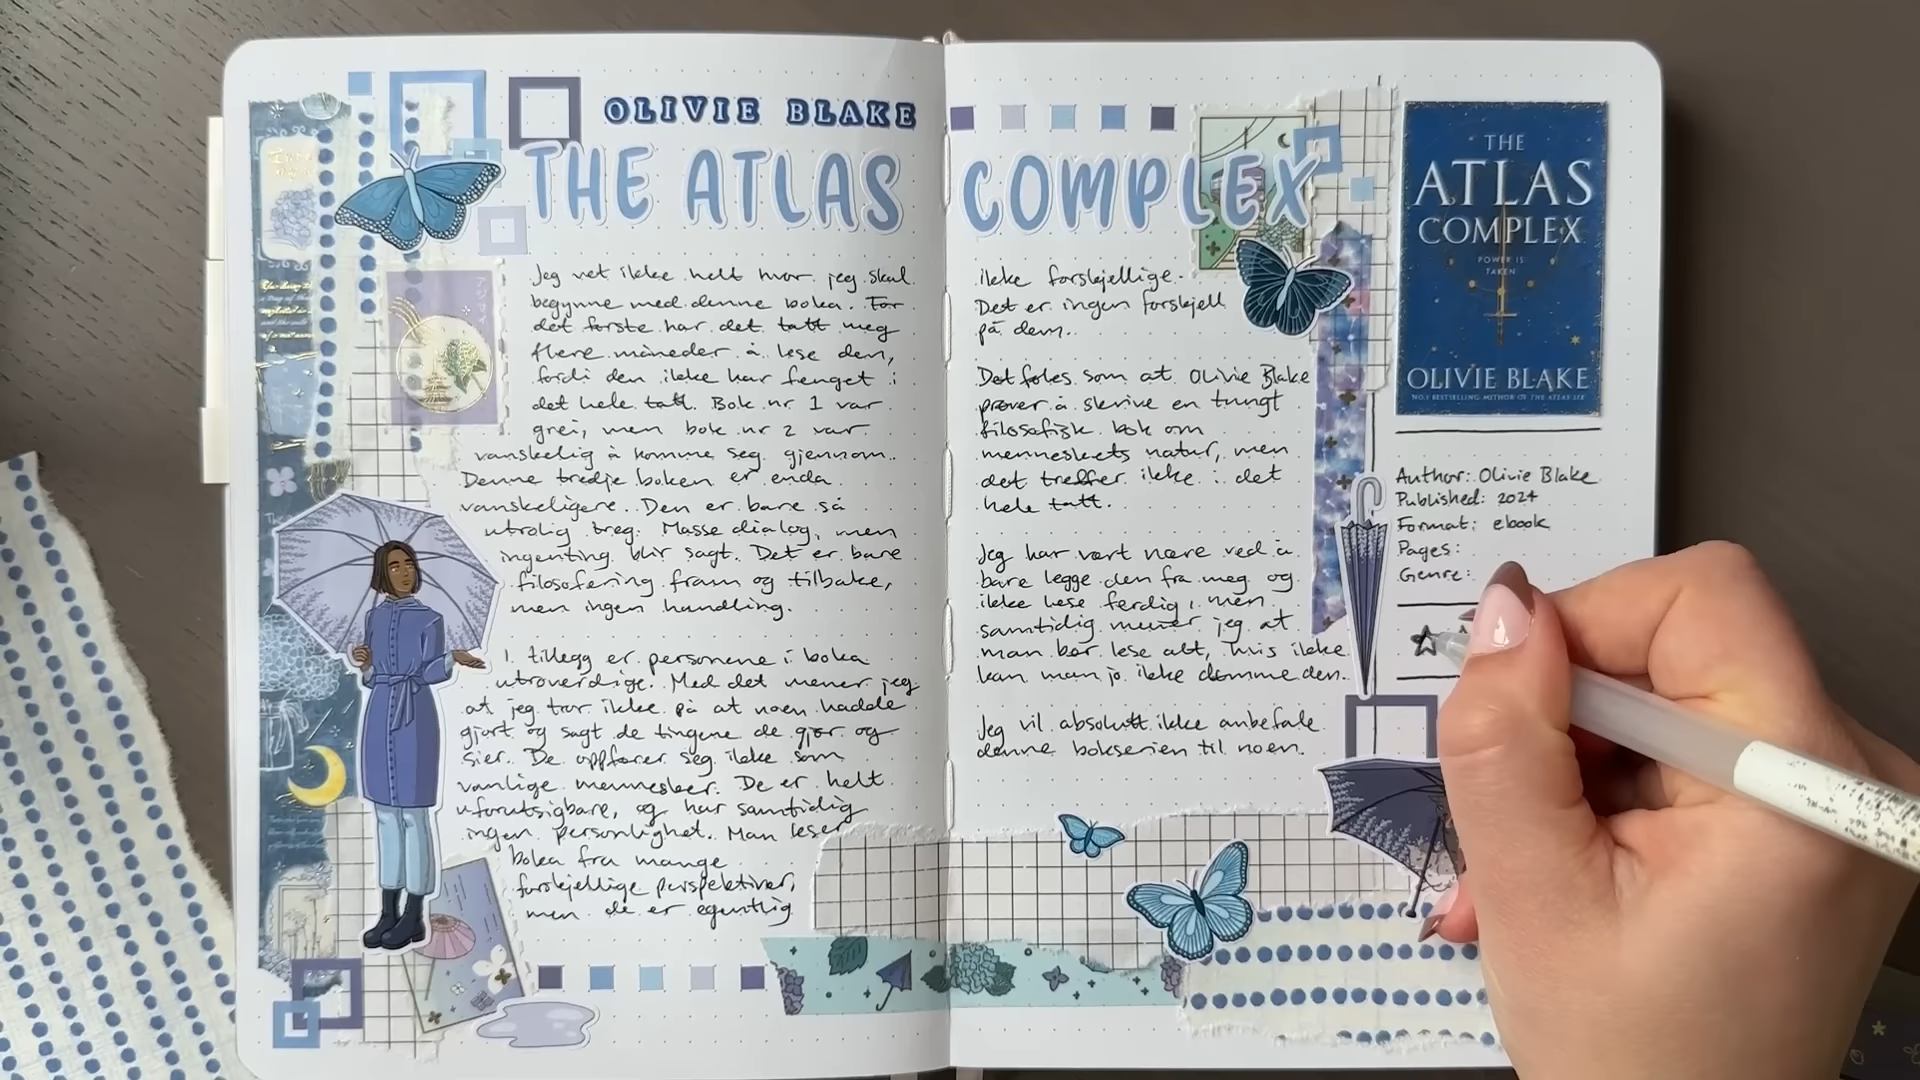 OLIVIE BLAKE
THE ATLAS COMPLEX
Jeg vet ikke helt hvor jeg skal
begynne med denne boka. For
det første har det tatt meg
flere måneder å lese den,
fordi den ikke har fenget i
det hele tatt. Bok nr 1 var
grei, men bok nr 2 var
vanskelig å komme seg gjennom.
Denne tredje boken er enda
vanskeligere. Den er bare så
utrolig treg. Masse dialog, men
ingenting blir sagt. Det er bare
filosofering fram og tilbake,
men ingen handling.
I tillegg er personene i boka
utroverdige. Med det mener jeg
at jeg tror ikke på at noen hadde
gjort og sagt de tingene de gjør og
sier. De oppfører seg ikke som
vanlige mennesker. De er helt
uforutsigbare, og har samtidig
ingen personlighet. Man leser
boka fra mange
forskjellige perspektiver,
men de er egentlig
ikke forskjellige.
Det er ingen forskjell
på dem.
Det føles som at Olivie Blake
prøver å skrive en tungt
filosofisk bok om
menneskets natur, men
det treffer ikke i det
hele tatt.
Jeg har vært nære ved å
bare legge den fra meg og
ikke lese ferdig, men
samtidig mener jeg at
man bør lese alt, hvis ikke
kan man jo ikke dømme den.
Jeg vil absolutt ikke anbefale
denne bokserien til noen.
THE
ATLAS
COMPLEX
POWER IS
TAKEN
OLIVIE BLAKE
NO.1 BESTSELLING AUTHOR OF THE ATLAS SIX
Author: Olivie Blake
Published: 2024
Format: ebook
Pages:
Genre: